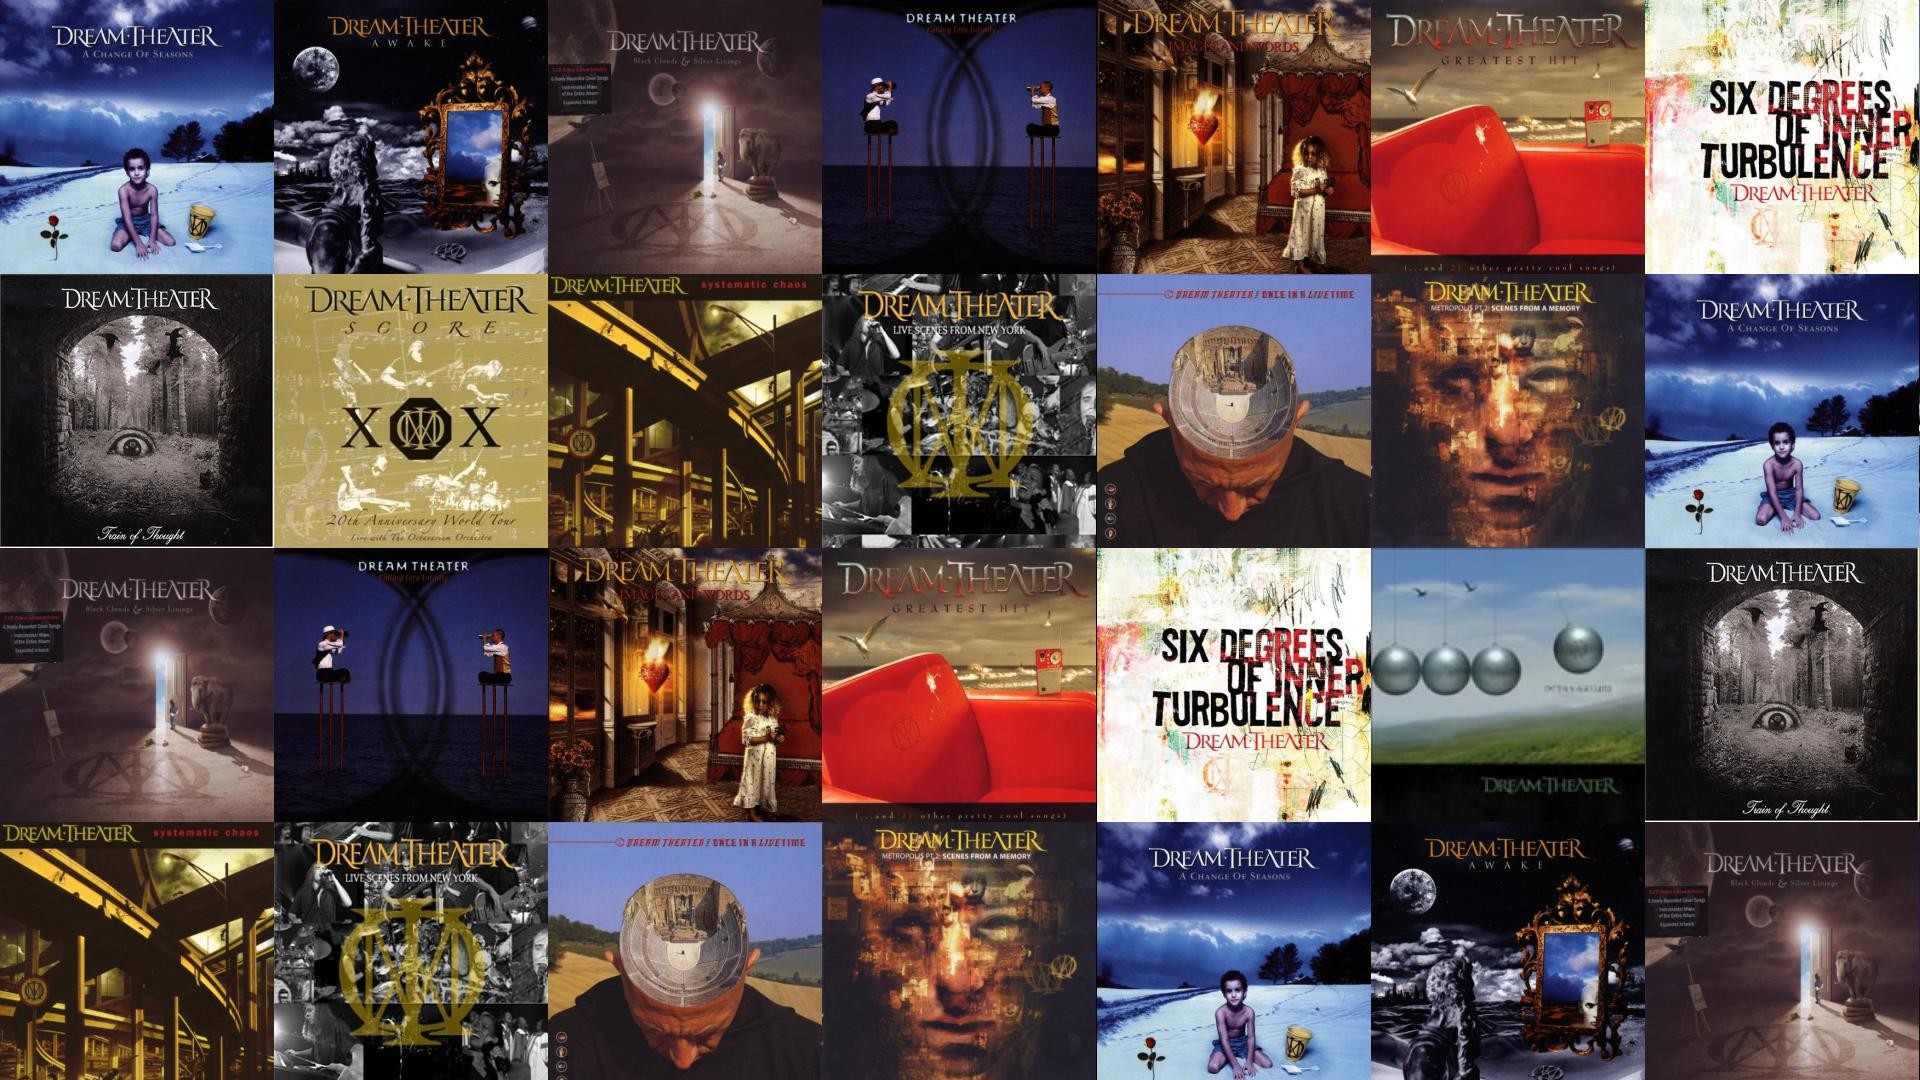 DREAM THEATER
A CHANGE OF SEASONS
DREAM THEATER
AWAKE
DREAM THEATER
Black Clouds & Silver Linings
DREAM THEATER
Falling Into Infinity
DREAM THEATER
IMAGES AND WORDS
DREAM THEATER
GREATEST HIT
(...and 21 other pretty cool songs)
SIX DEGREES
OF INNER
TURBULENCE
DREAM THEATER
DREAM THEATER
Train of Thought
DREAM THEATER
SCORE
X X
20th Anniversary World Tour
Live with The Octavarium Orchestra
DREAM THEATER systematic chaos
DREAM THEATER
LIVE SCENES FROM NEW YORK
DREAM THEATER / ONCE IN A LIVETIME
DREAM THEATER
METROPOLIS PT. 2: SCENES FROM A MEMORY
DREAM THEATER
A CHANGE OF SEASONS
DREAM THEATER
Black Clouds & Silver Linings
DREAM THEATER
Falling Into Infinity
DREAM THEATER
IMAGES AND WORDS
DREAM THEATER
GREATEST HIT
(...and 21 other pretty cool songs)
SIX DEGREES
OF INNER
TURBULENCE
DREAM THEATER
octavarium
DREAM THEATER
DREAM THEATER
Train of Thought
DREAM THEATER systematic chaos
DREAM THEATER
LIVE SCENES FROM NEW YORK
DREAM THEATER / ONCE IN A LIVETIME
DREAM THEATER
METROPOLIS PT. 2: SCENES FROM A MEMORY
DREAM THEATER
A CHANGE OF SEASONS
DREAM THEATER
AWAKE
DREAM THEATER
Black Clouds & Silver Linings